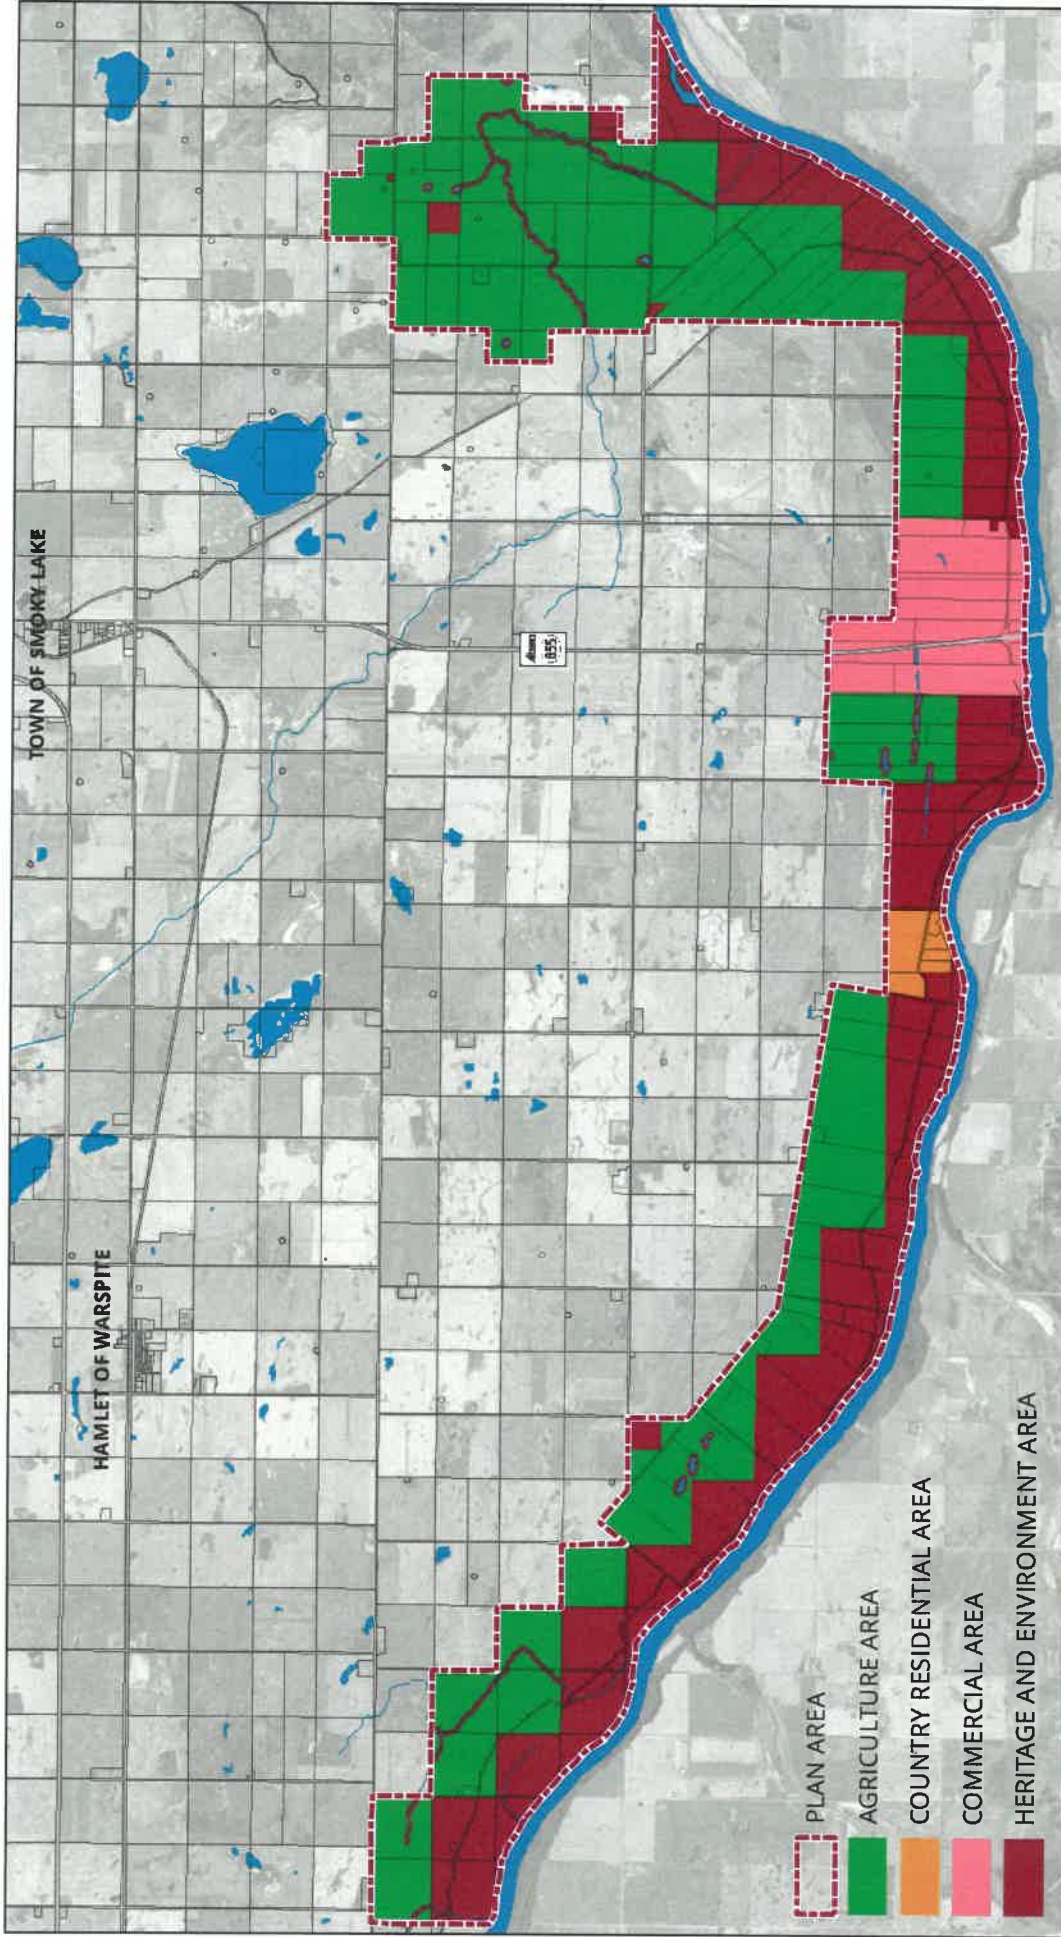 TOWN OF SMOKY LAKE
HAMLET OF WARSPITE
855
PLAN AREA
AGRICULTURE AREA
COUNTRY RESIDENTIAL AREA
COMMERCIAL AREA
HERITAGE AND ENVIRONMENT AREA